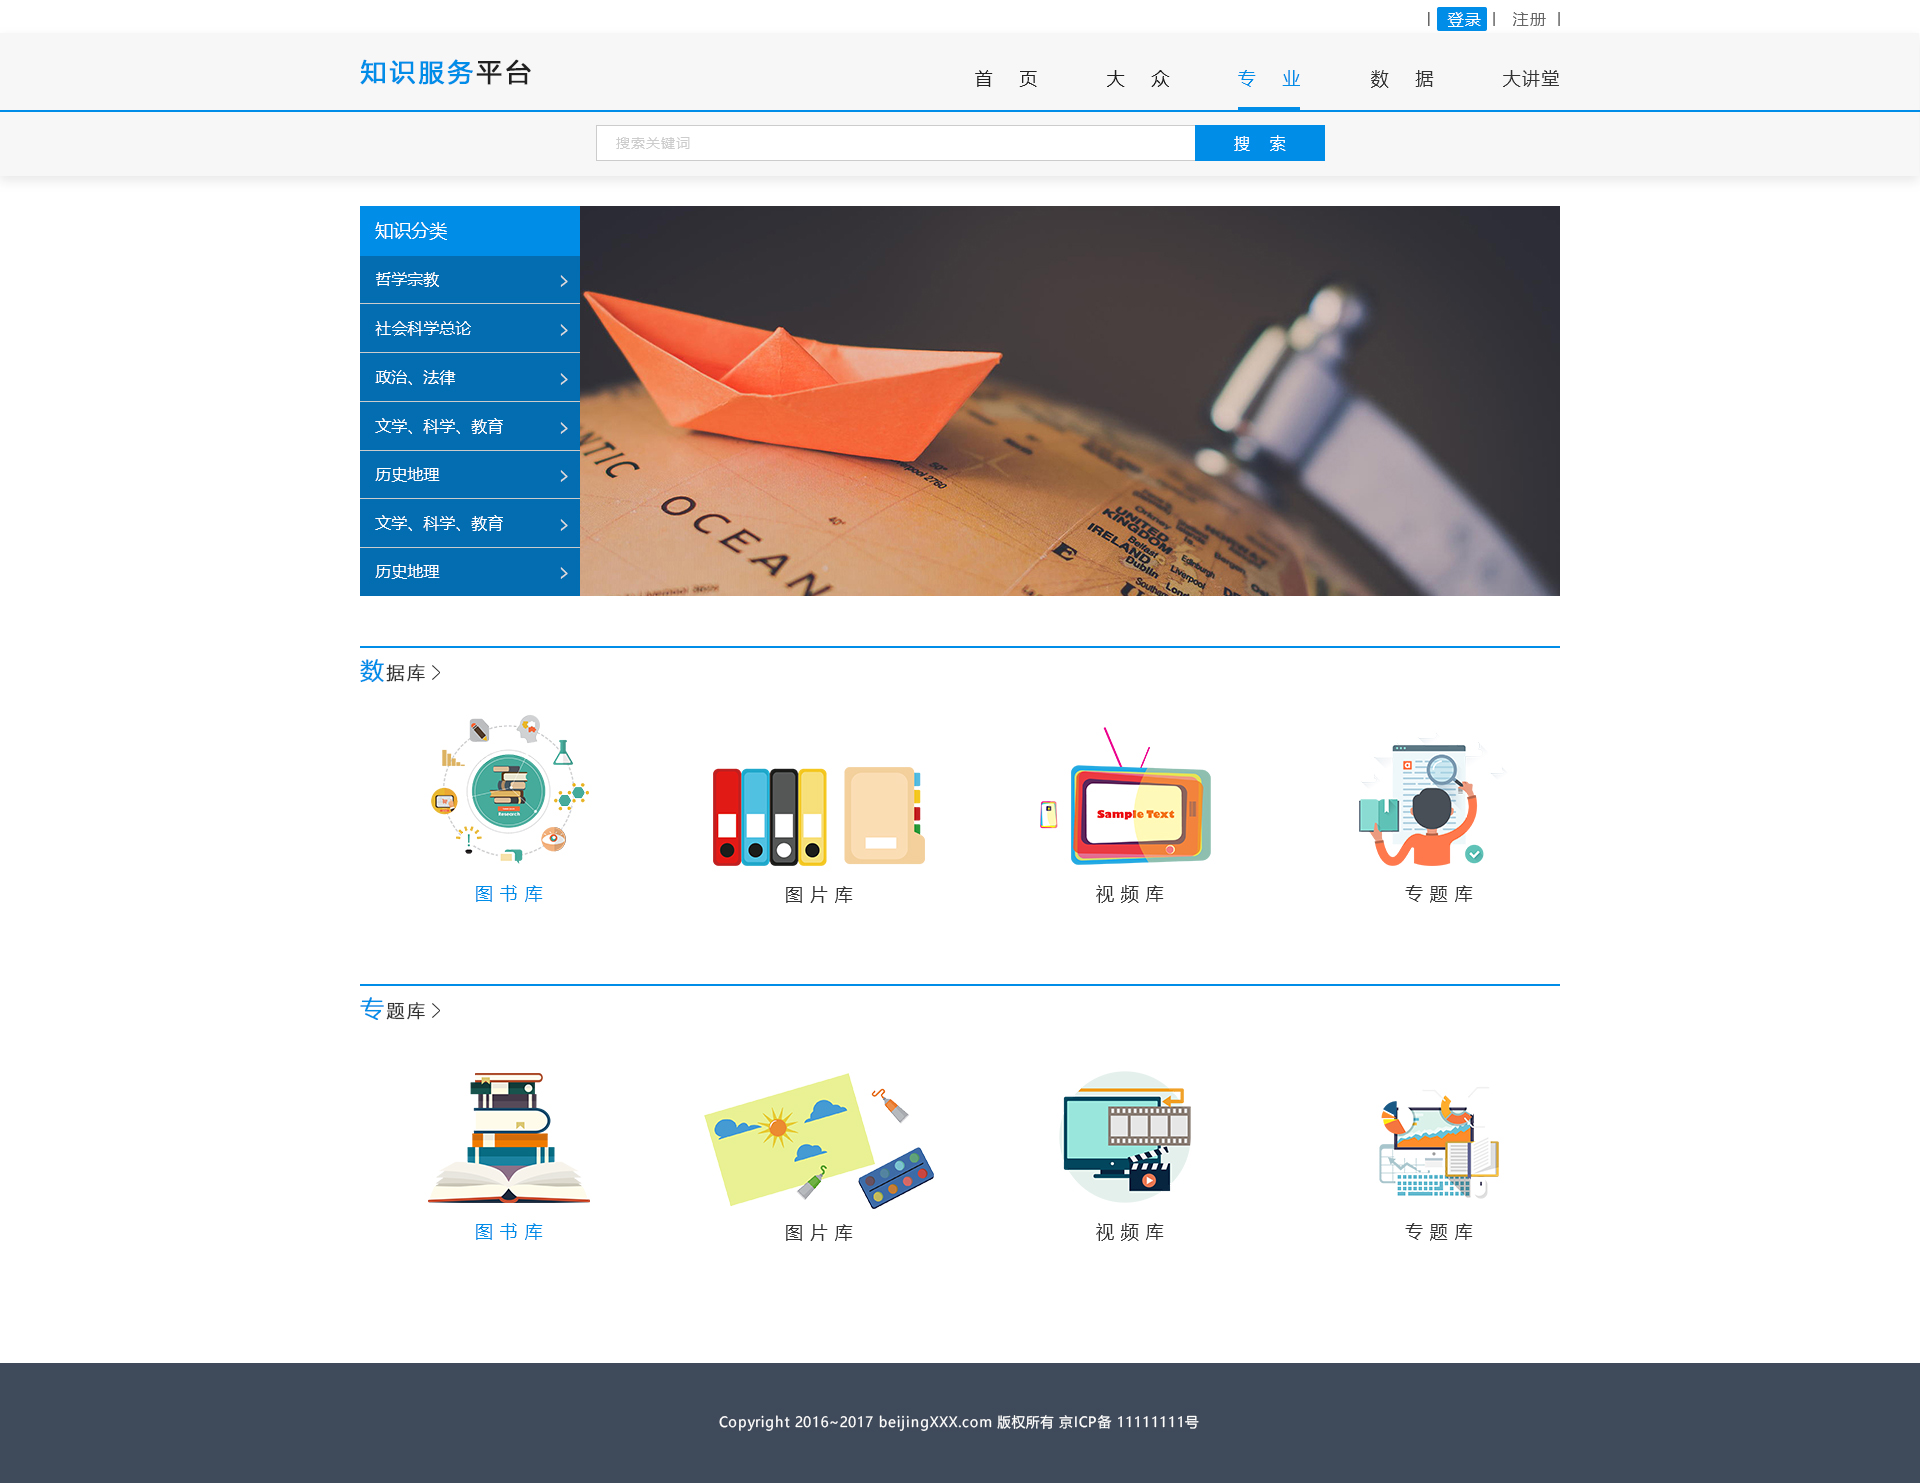 | 登录 | 注册 |
知识服务平台
首 页 大 众 专 业 数 据 大讲堂
搜索关键词 搜 索
知识分类
哲学宗教
社会科学总论
政治、法律
文学、科学、教育
历史地理
文学、科学、教育
历史地理
NTIC
OCEAN
50°
40°
UNITED
KINGDOM
IRELAND
Belfast
Dublin
Edinburgh
Liverpool
E
数据库
Research
Sample Text
图书库 图片库 视频库 专题库
专题库
图书库 图片库 视频库 专题库
Copyright 2016~2017 beijingXXX.com 版权所有 京ICP备 11111111号